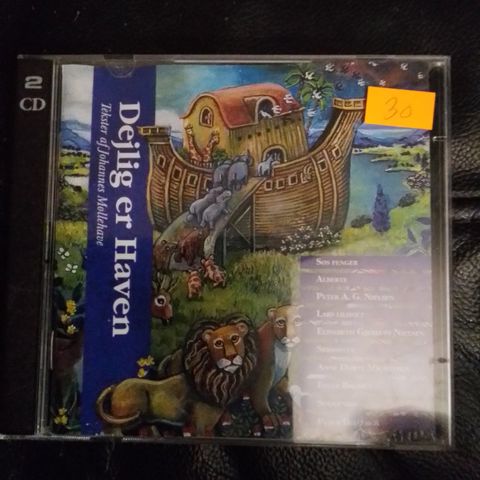 2
CD
Dejlig er Haven
Tekster af Johannes Møllehave
30
SØS FENGER
ALBERTE
PETER A. G. NIELSEN
LARS LILHOLT
ELISABETH GJERLUFF NIELSEN
ANNE DORTE MICHELSEN